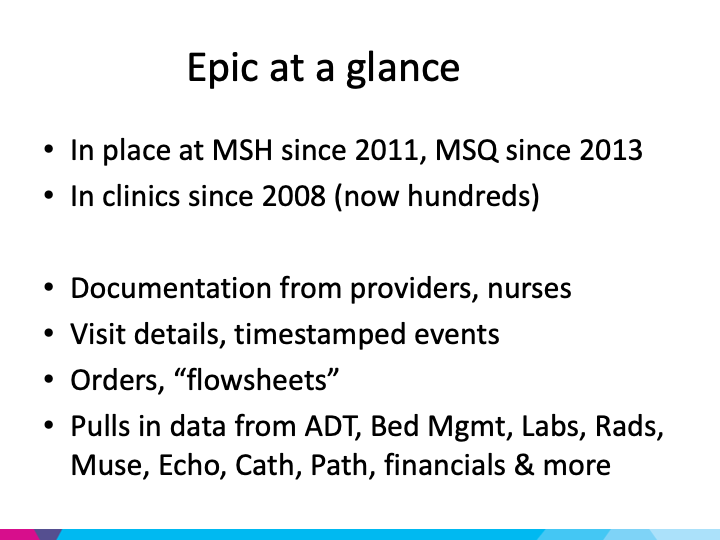 Epic at a glance
• In place at MSH since 2011, MSQ since 2013
• In clinics since 2008 (now hundreds)
• Documentation from providers, nurses
• Visit details, timestamped events
• Orders, “flowsheets”
• Pulls in data from ADT, Bed Mgmt, Labs, Rads,
Muse, Echo, Cath, Path, financials & more